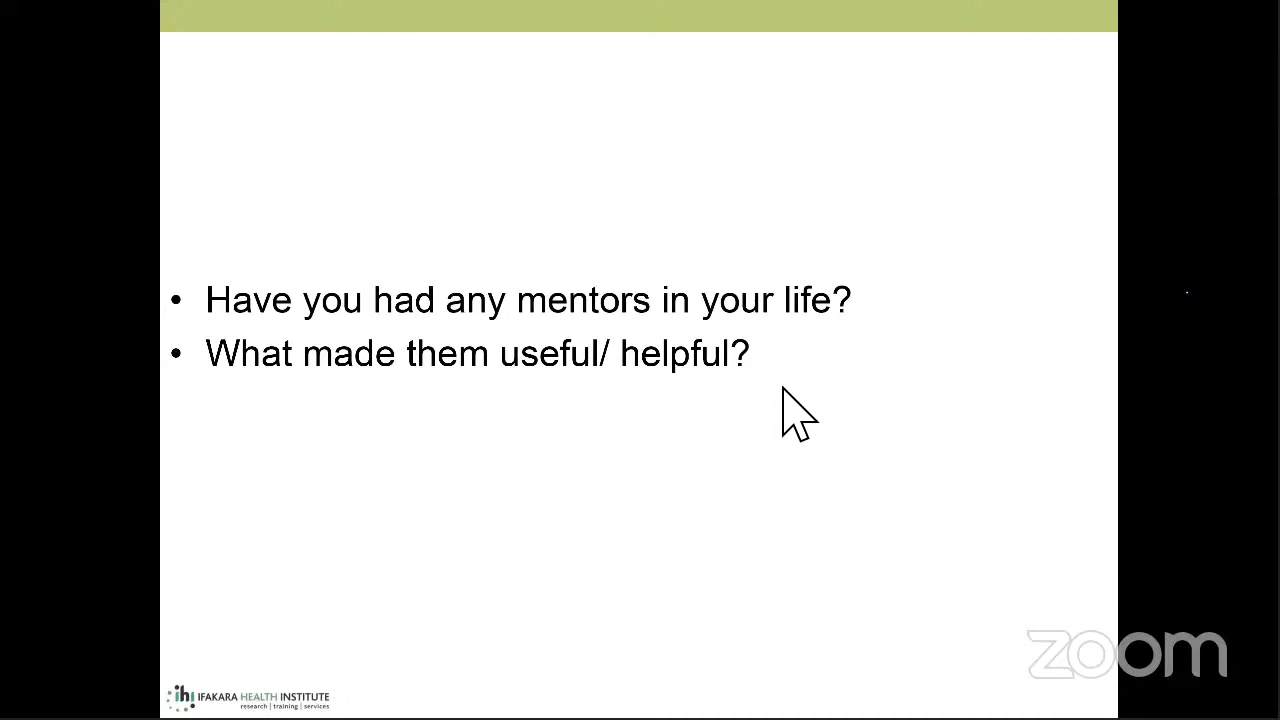 • Have you had any mentors in your life?
• What made them useful/ helpful?
zoom
ihi IFAKARA HEALTH INSTITUTE
research | training | services